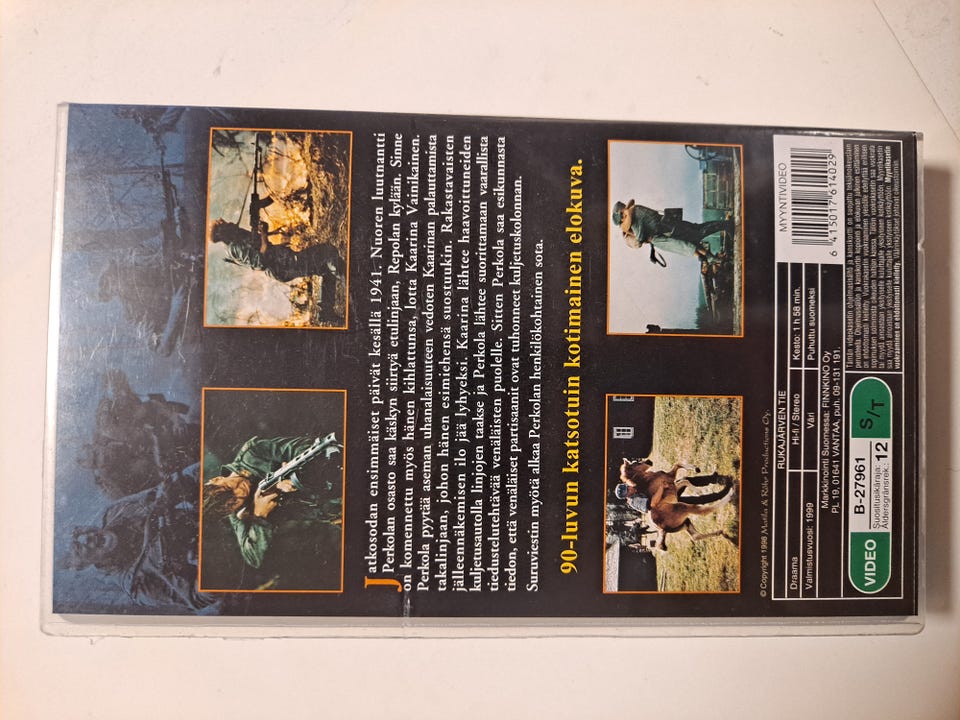 Jatkosodan ensimmäiset päivät kesällä 1941. Nuoren luutnantti
Perkolan osasto saa käskyn siirtyä etulinjaan, Repolan kylään. Sinne
on komennettu myös hänen kihlattunsa, lotta Kaarina Vainikainen.
Perkola pyytää aseman uhanalaisuuteen vedoten Kaarinan palauttamista
takalinjaan, johon hänen esimiehensä suostuukin. Rakastavaisten
jälleennäkemisen ilo jää lyhyeksi. Kaarina lähtee haavoittuneiden
kuljetusautolla linjojen taakse ja Perkola lähtee suorittamaan vaarallista
tiedustelutehtävää venäläisten puolelle. Sitten Perkola saa esikunnasta
tiedon, että venäläiset partisaanit ovat tuhonneet kuljetuskolonnan.
Suruviestin myötä alkaa Perkolan henkilökohtainen sota.
90-luvun katsotuin kotimainen elokuva.
© Copyright 1998 Matila & Röhr Productions Oy.
RUKAJÄRVEN TIE
Draama
Hi-fi / Stereo
Kesto: 1 h 58 min.
Valmistusvuosi: 1999
Väri
Puhuttu suomeksi
Markkinointi Suomessa: FINNKINO Oy
PL 19, 01641 VANTAA, puh. 09-131 191.
MYYNTIVIDEO
6 415017 614029
VIDEO
B-27961
Suositusikäraja:
Åldersgränsrek.:
12
S/T